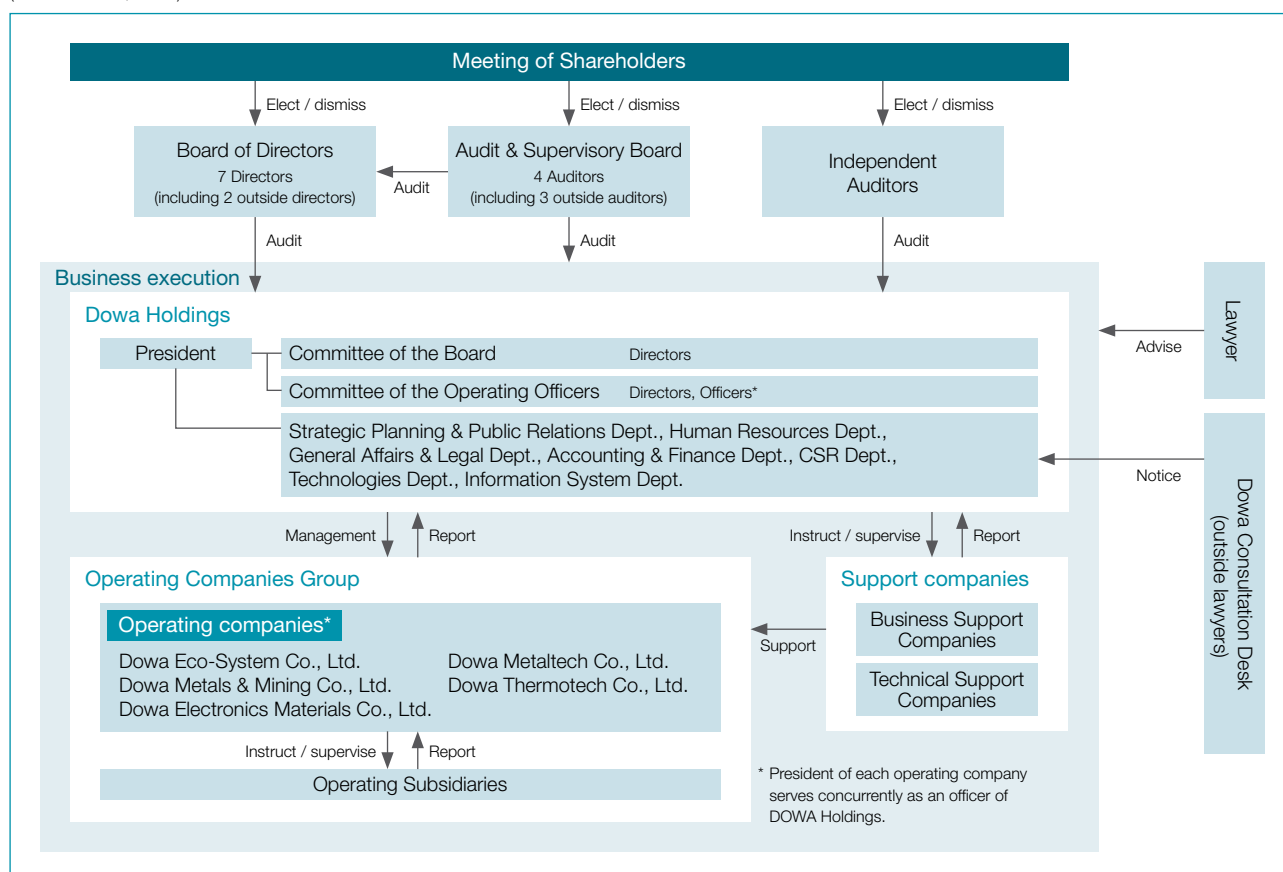 Meeting of Shareholders
Elect / dismiss
Elect / dismiss
Elect / dismiss
Board of Directors
7 Directors
(including 2 outside directors)
Audit
Audit & Supervisory Board
4 Auditors
(including 3 outside auditors)
Independent
Auditors
Audit
Audit
Audit
Business execution
Dowa Holdings
President
Committee of the Board
Directors
Committee of the Operating Officers
Directors, Officers*
Strategic Planning & Public Relations Dept., Human Resources Dept.,
General Affairs & Legal Dept., Accounting & Finance Dept., CSR Dept.,
Technologies Dept., Information System Dept.
Lawyer
Advise
Notice
Dowa Consultation Desk
(outside lawyers)
Management
Report
Instruct / supervise
Report
Operating Companies Group
Operating companies*
Dowa Eco-System Co., Ltd.
Dowa Metals & Mining Co., Ltd.
Dowa Electronics Materials Co., Ltd.
Dowa Metaltech Co., Ltd.
Dowa Thermotech Co., Ltd.
Instruct / supervise
Report
Operating Subsidiaries
Support
Support companies
Business Support
Companies
Technical Support
Companies
* President of each operating company
serves concurrently as an officer of
DOWA Holdings.